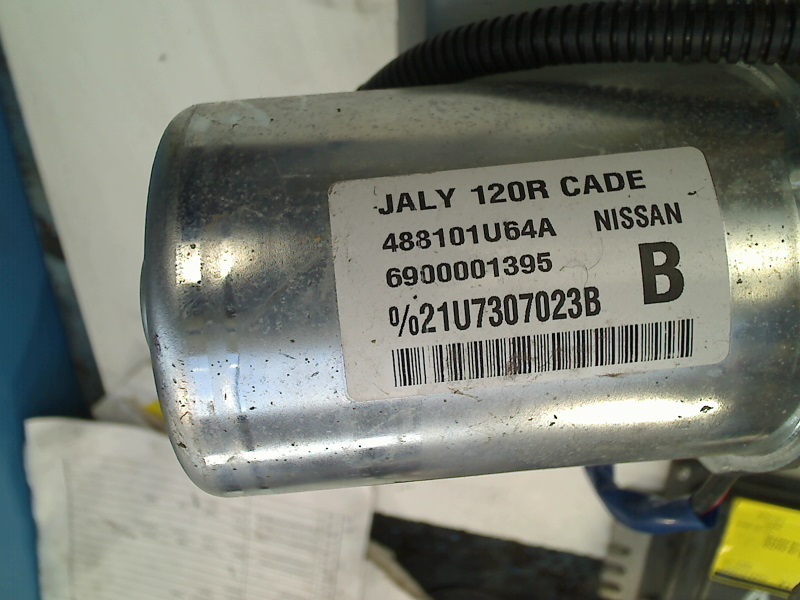 JALY 120R CADE
488101U64A NISSAN
6900001395
B
%21U7307023B